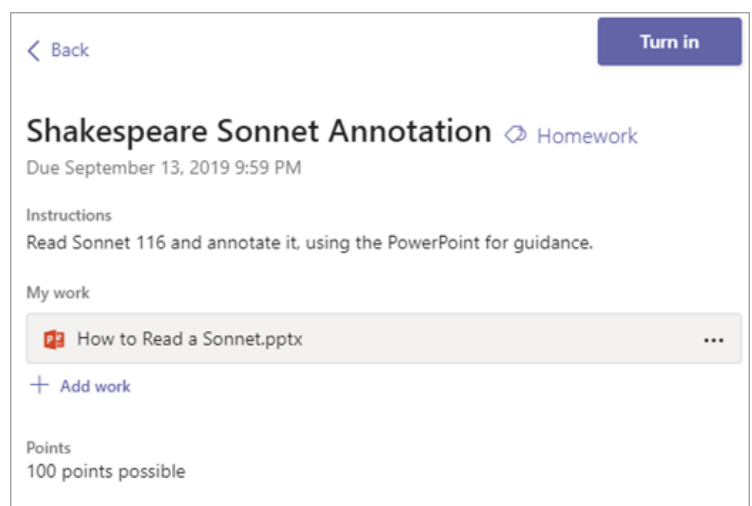 Back
Turn in
Shakespeare Sonnet Annotation Homework
Due September 13, 2019 9:59 PM
Instructions
Read Sonnet 116 and annotate it, using the PowerPoint for guidance.
My work
How to Read a Sonnet.pptx
+ Add work
Points
100 points possible